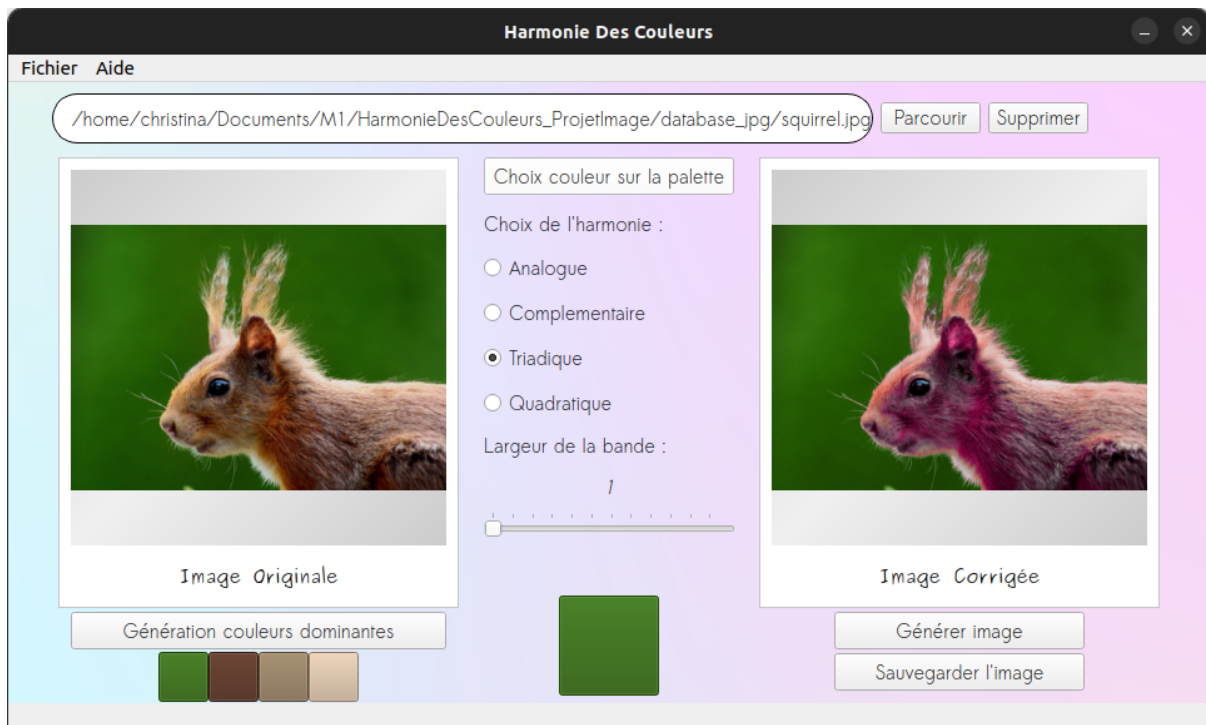 Harmonie Des Couleurs
Fichier Aide
/home/christina/Documents/M1/HarmonieDesCouleurs_ProjetImage/database_jpg/squirrel.jpg Parcourir Supprimer
Choix couleur sur la palette
Choix de l'harmonie :
Analogue
Complementaire
Triadique
Quadratique
Largeur de la bande :
1
Image Originale
Image Corrigée
Génération couleurs dominantes
Générer image
Sauvegarder l'image